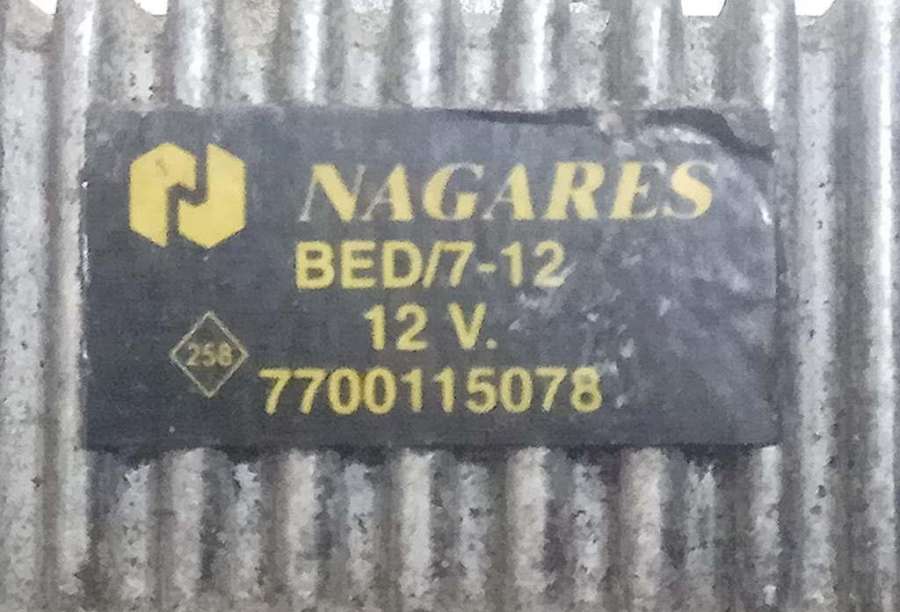 NAGARES
BED/7-12
12 V.
258
7700115078